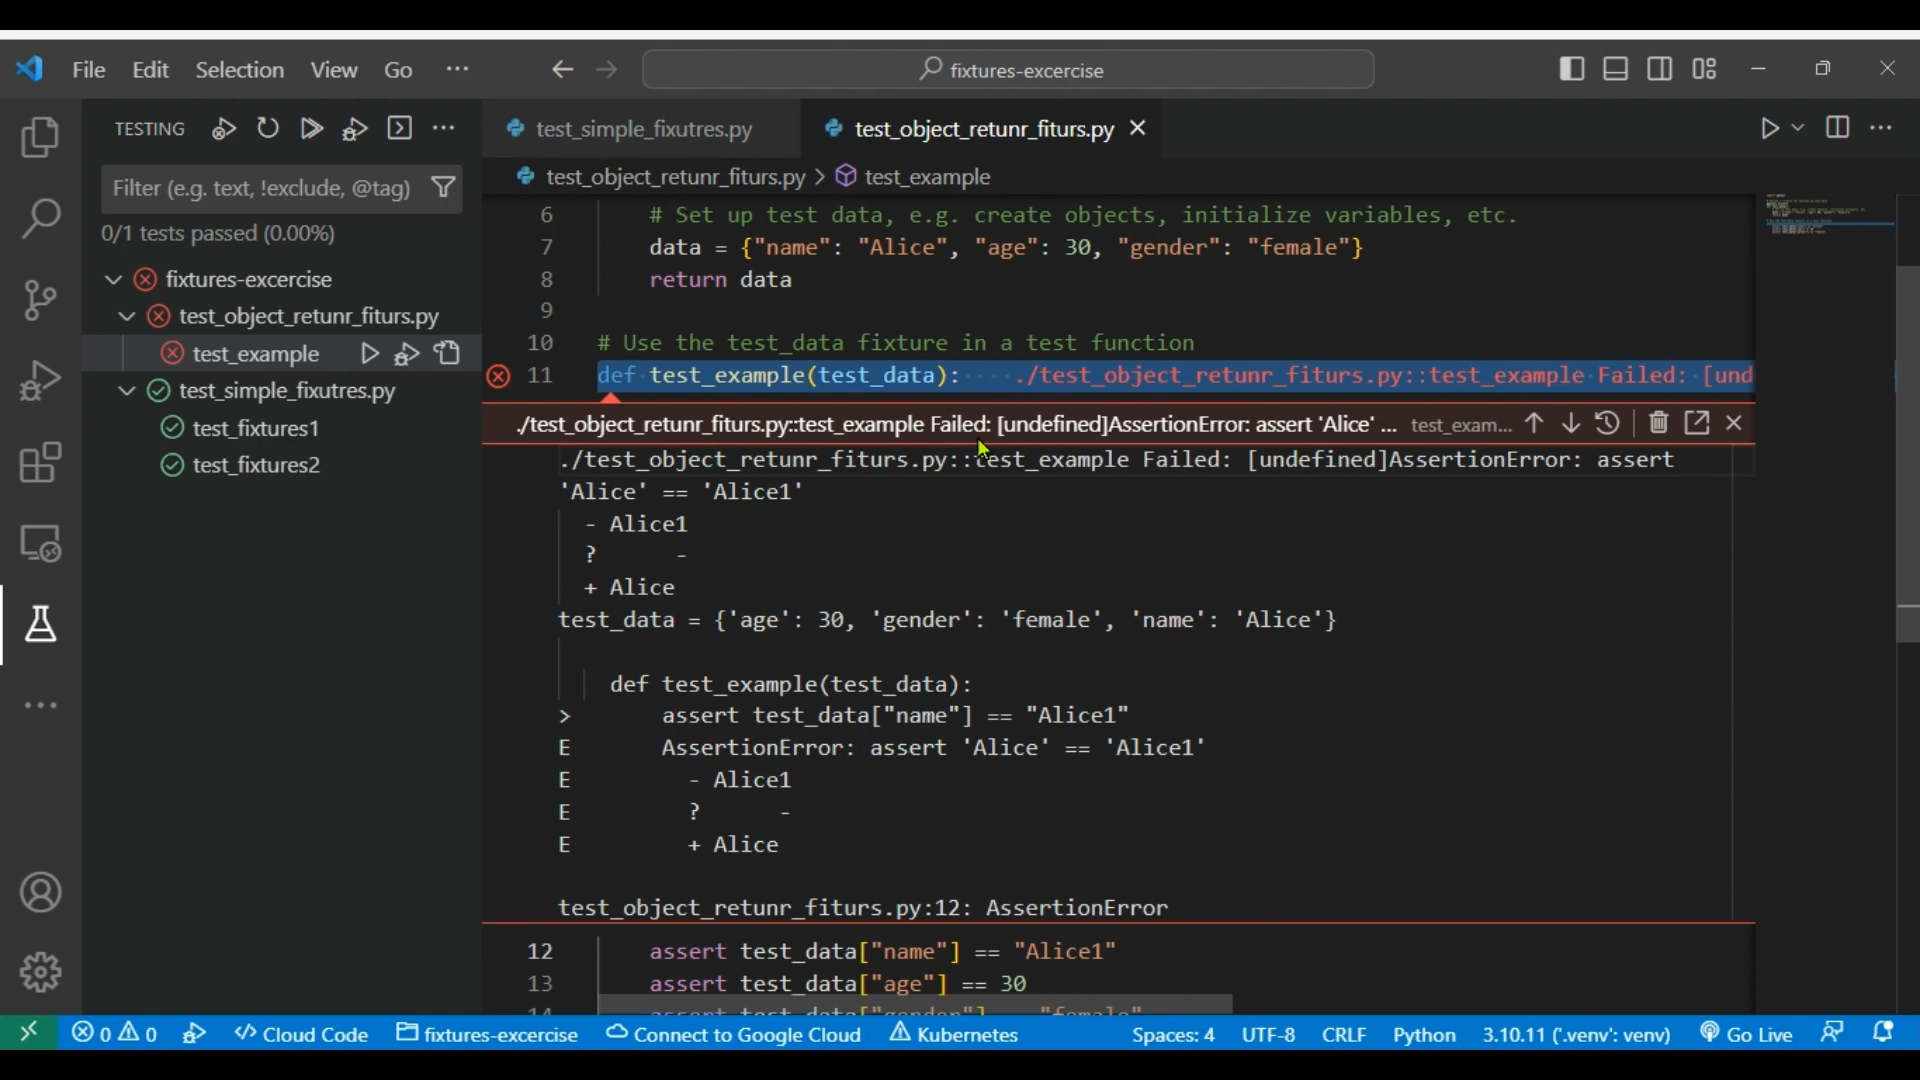 File Edit Selection View Go ...
fixtures-excercise
TESTING
test_simple_fixutres.py
test_object_retunr_fiturs.py
Filter (e.g. text, !exclude, @tag)
test_object_retunr_fiturs.py > test_example
0/1 tests passed (0.00%)
fixtures-excercise
test_object_retunr_fiturs.py
test_example
test_simple_fixutres.py
test_fixtures1
test_fixtures2
6 # Set up test data, e.g. create objects, initialize variables, etc.
7 data = {"name": "Alice", "age": 30, "gender": "female"}
8 return data
9
10 # Use the test_data fixture in a test function
11 def test_example(test_data): ./test_object_retunr_fiturs.py::test_example Failed: [und
./test_object_retunr_fiturs.py::test_example Failed: [undefined]AssertionError: assert 'Alice' ... test_exam...
./test_object_retunr_fiturs.py::test_example Failed: [undefined]AssertionError: assert
'Alice' == 'Alice1'
- Alice1
? -
+ Alice
test_data = {'age': 30, 'gender': 'female', 'name': 'Alice'}
def test_example(test_data):
> assert test_data["name"] == "Alice1"
E AssertionError: assert 'Alice' == 'Alice1'
E - Alice1
E ? -
E + Alice
test_object_retunr_fiturs.py:12: AssertionError
12 assert test_data["name"] == "Alice1"
13 assert test_data["age"] == 30
0 0 Cloud Code fixtures-excercise Connect to Google Cloud Kubernetes Spaces: 4 UTF-8 CRLF Python 3.10.11 ('.venv': venv) Go Live